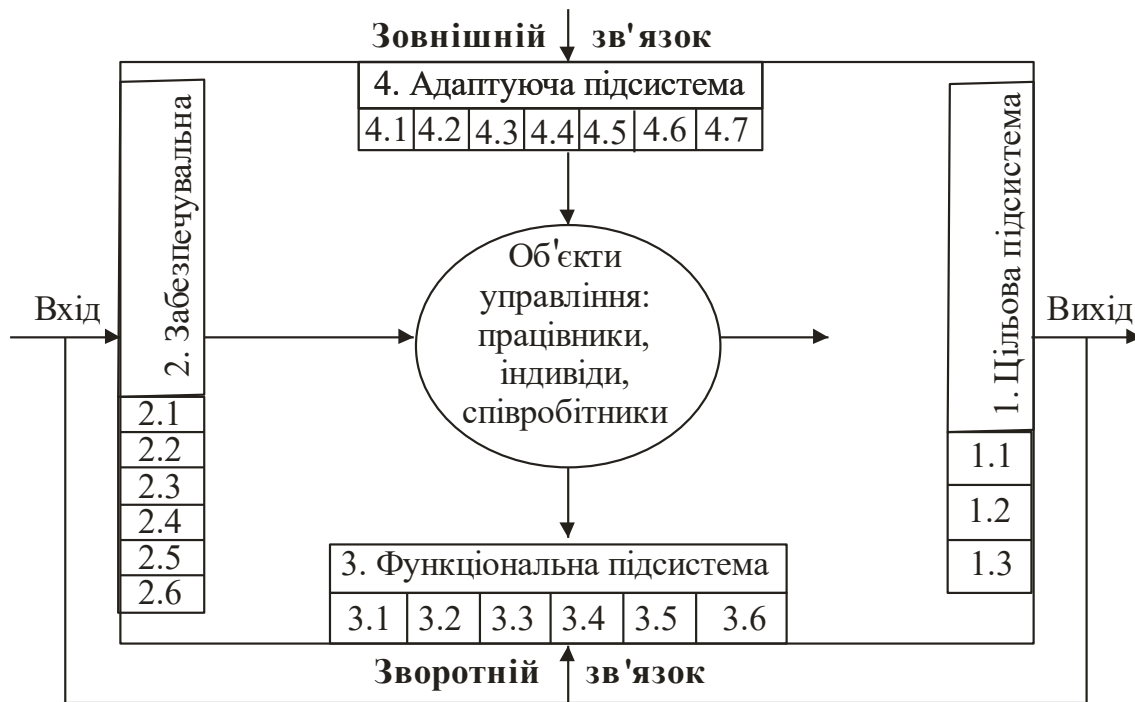 Зовнішній зв'язок
4. Адаптуюча підсистема
4.1 4.2 4.3 4.4 4.5 4.6 4.7
2. Забезпечувальна
1. Цільова підсистема
Об'єкти
управління:
працівники,
індивіди,
співробітники
Вхід
Вихід
2.1
2.2
2.3
2.4
2.5
2.6
1.1
1.2
1.3
3. Функціональна підсистема
3.1 3.2 3.3 3.4 3.5 3.6
Зворотній зв'язок